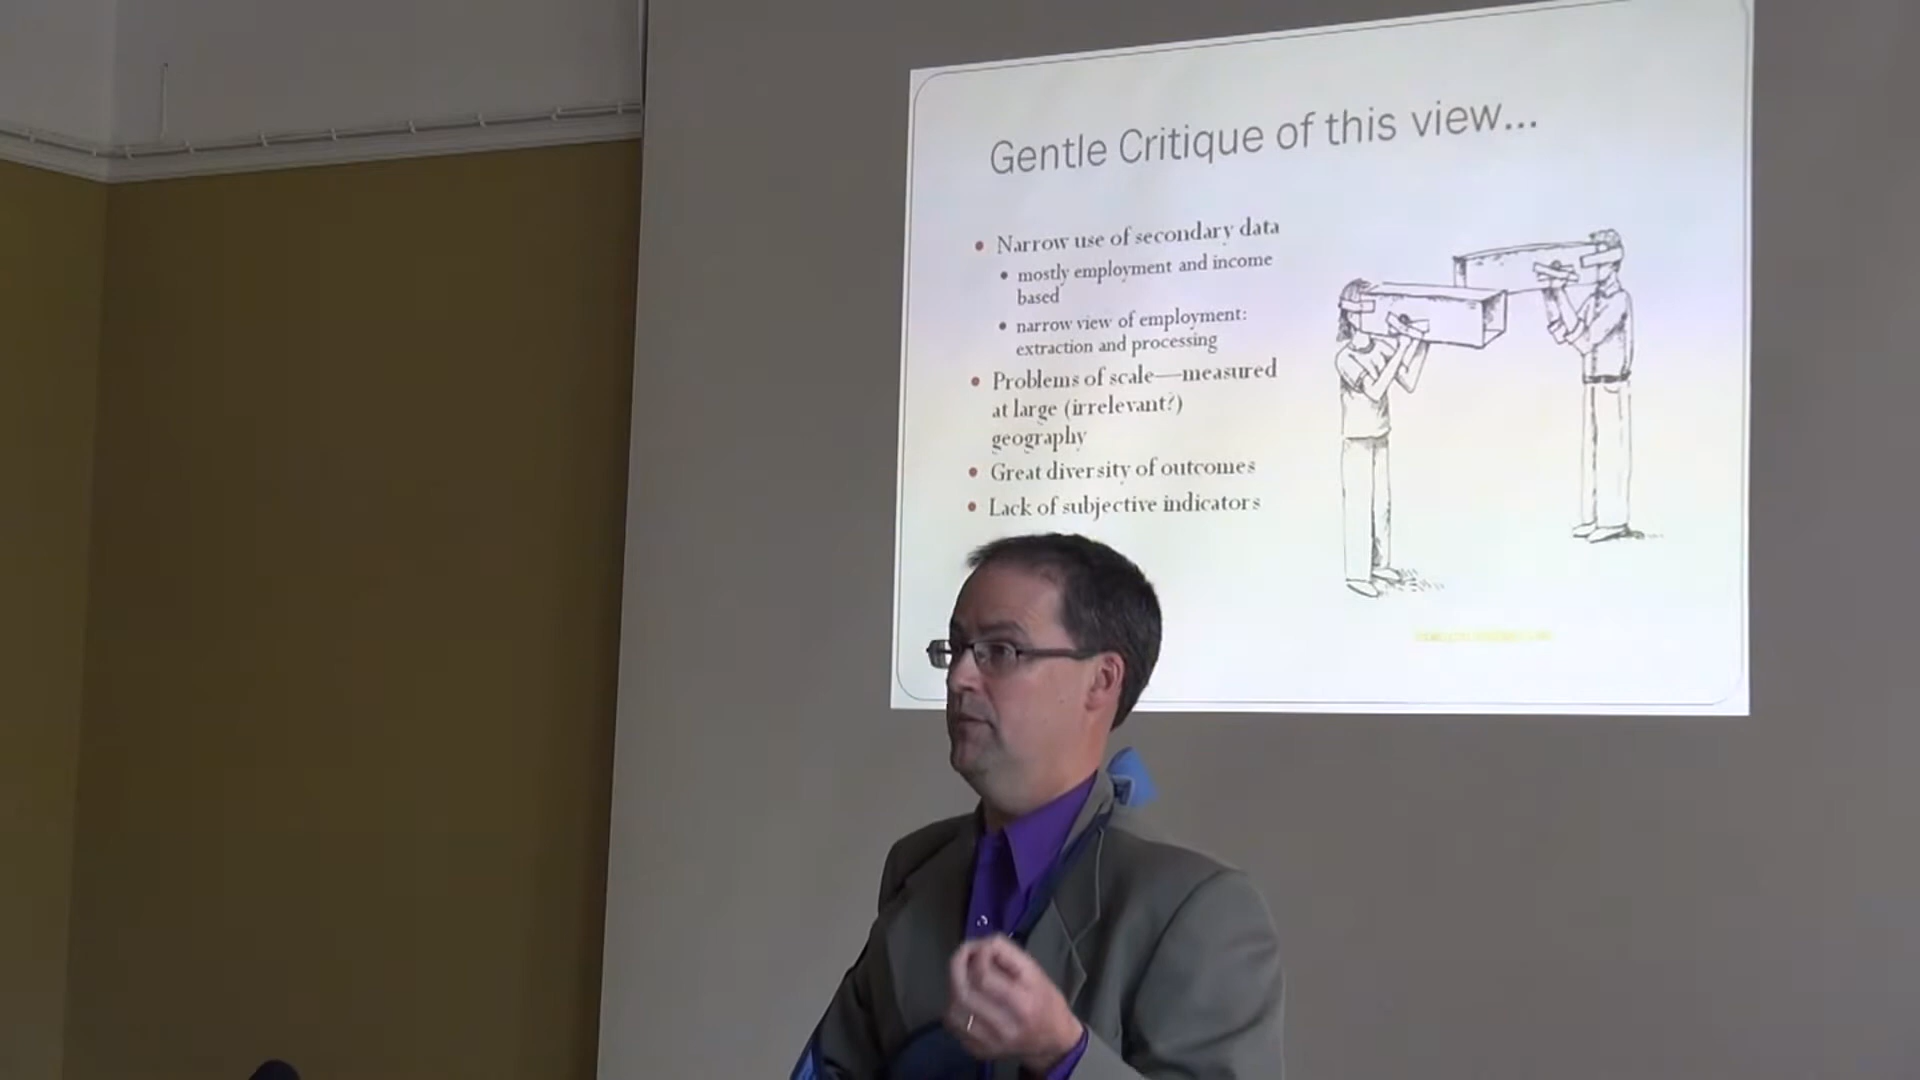 Gentle Critique of this view...
• Narrow use of secondary data
• mostly employment and income
based
• narrow view of employment:
extraction and processing
• Problems of scale—measured
at large (irrelevant?)
geography
• Great diversity of outcomes
• Lack of subjective indicators